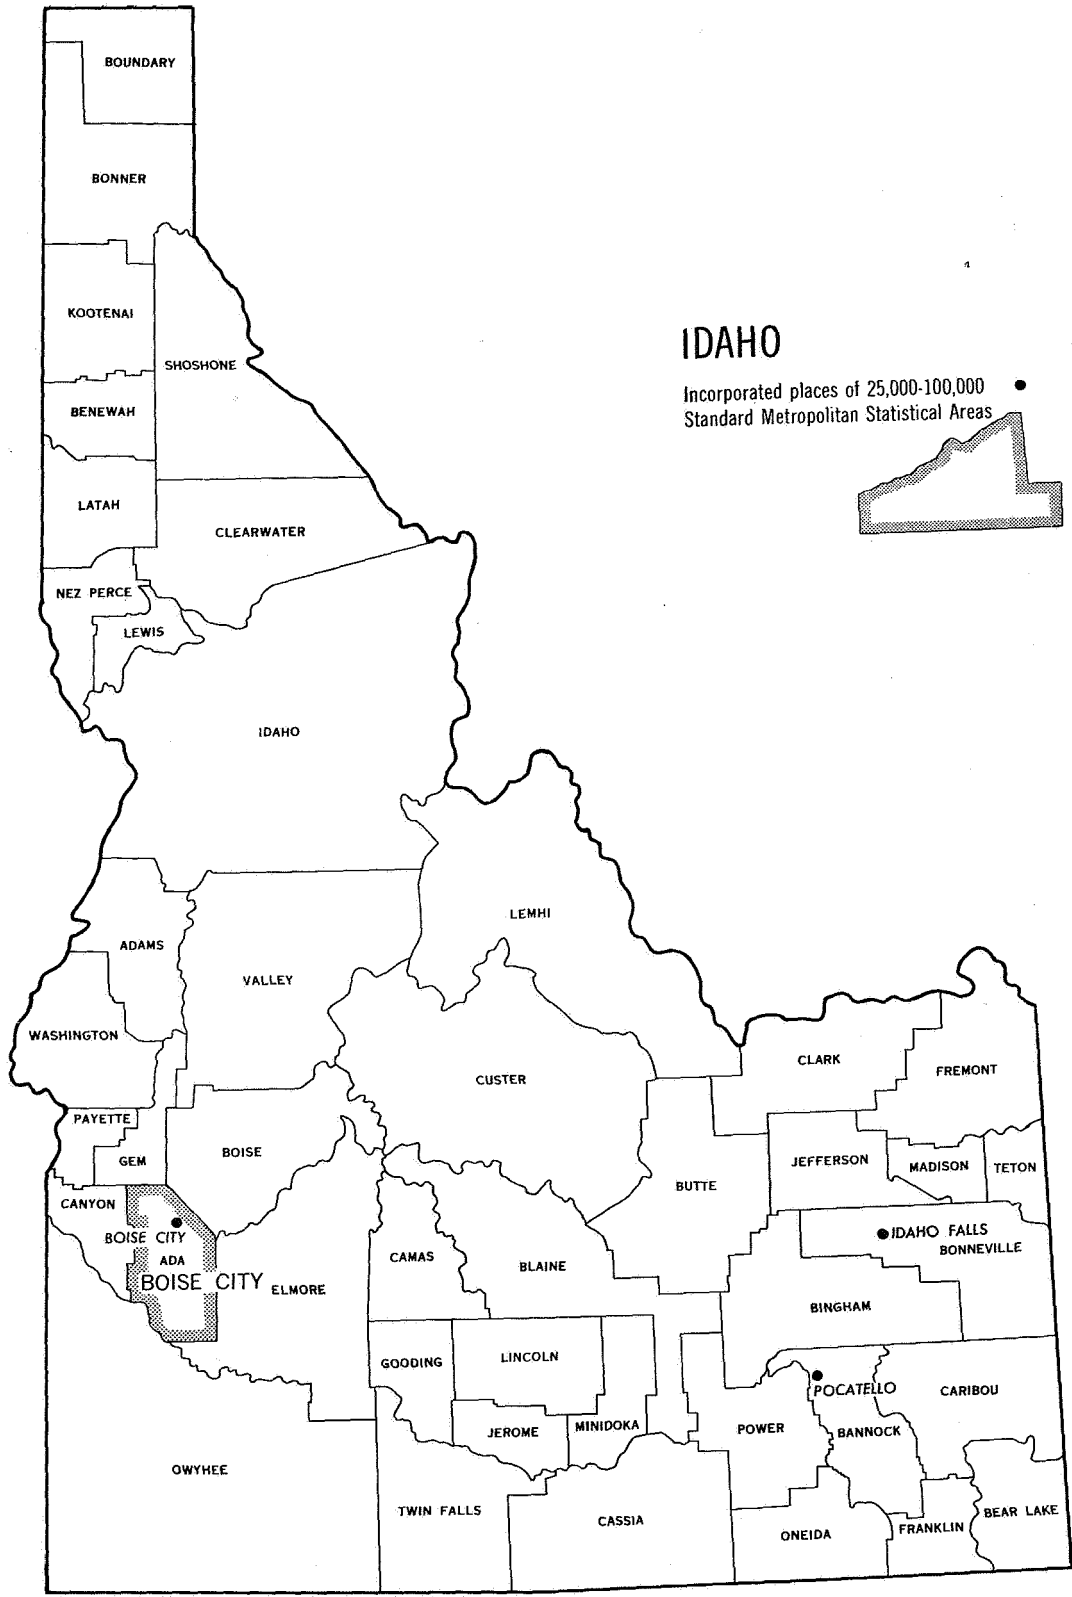 BOUNDARY
BONNER
KOOTENAI
SHOSHONE
IDAHO
Incorporated places of 25,000-100,000
Standard Metropolitan Statistical Areas
BENEWAH
LATAH
CLEARWATER
NEZ PERCE
LEWIS
IDAHO
LEMHI
ADAMS
VALLEY
WASHINGTON
CUSTER
CLARK
FREMONT
PAYETTE
GEM
BOISE
BUTTE
JEFFERSON
MADISON
TETON
CANYON
BOISE CITY
ADA
BOISE CITY
ELMORE
CAMAS
BLAINE
IDAHO FALLS
BONNEVILLE
BINGHAM
GOODING
LINCOLN
POCATELLO
CARIBOU
JEROME
MINIDOKA
POWER
BANNOCK
OWYHEE
TWIN FALLS
CASSIA
ONEIDA
FRANKLIN
BEAR LAKE